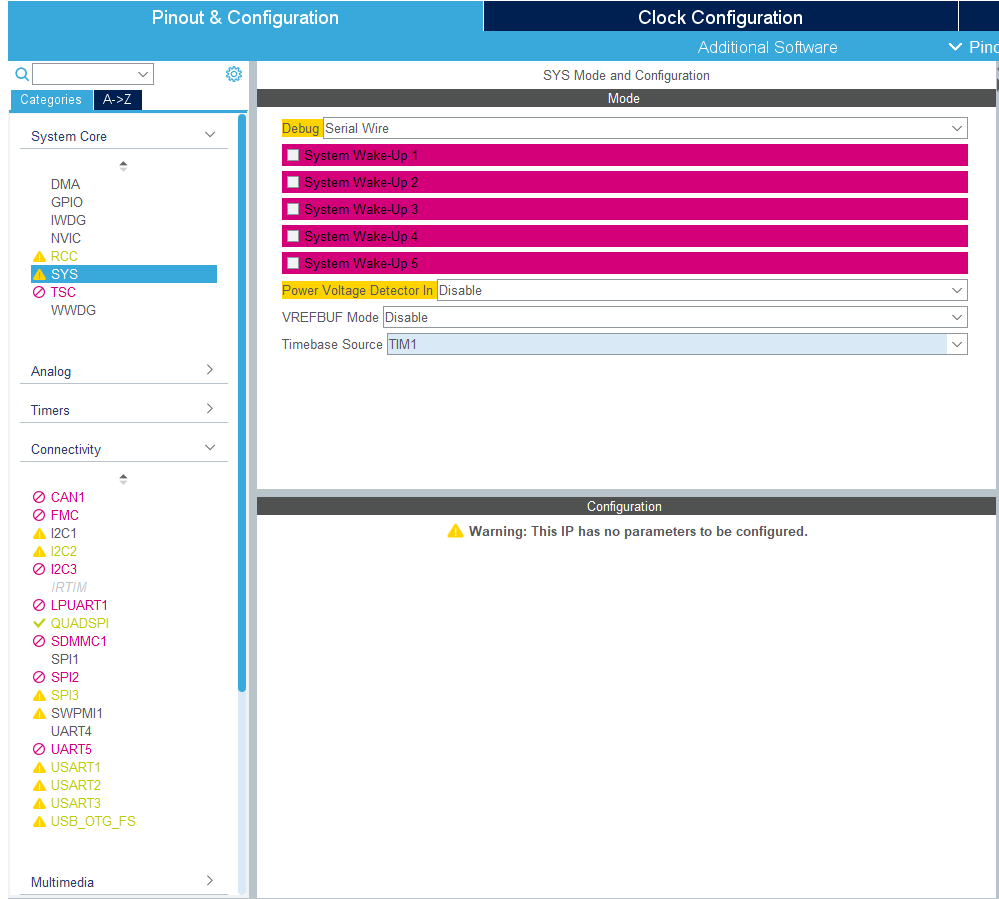 Pinout & Configuration
Clock Configuration
Additional Software
Pinc
Categories
A->Z
System Core
DMA
GPIO
IWDG
NVIC
RCC
SYS
TSC
WWDG
Analog
Timers
Connectivity
CAN1
FMC
I2C1
I2C2
I2C3
IRTIM
LPUART1
QUADSPI
SDMMC1
SPI1
SPI2
SPI3
SWPMI1
UART4
UART5
USART1
USART2
USART3
USB_OTG_FS
Multimedia
SYS Mode and Configuration
Mode
Debug Serial Wire
System Wake-Up 1
System Wake-Up 2
System Wake-Up 3
System Wake-Up 4
System Wake-Up 5
Power Voltage Detector In Disable
VREFBUF Mode Disable
Timebase Source TIM1
Configuration
Warning: This IP has no parameters to be configured.